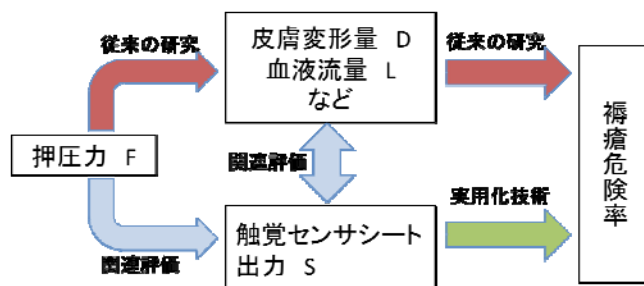 従来の研究
皮膚変形量 D
血液流量 L
など
従来の研究
押圧力 F
関連評価
褥瘡危険率
関連評価
触覚センサシート
出力 S
実用化技術